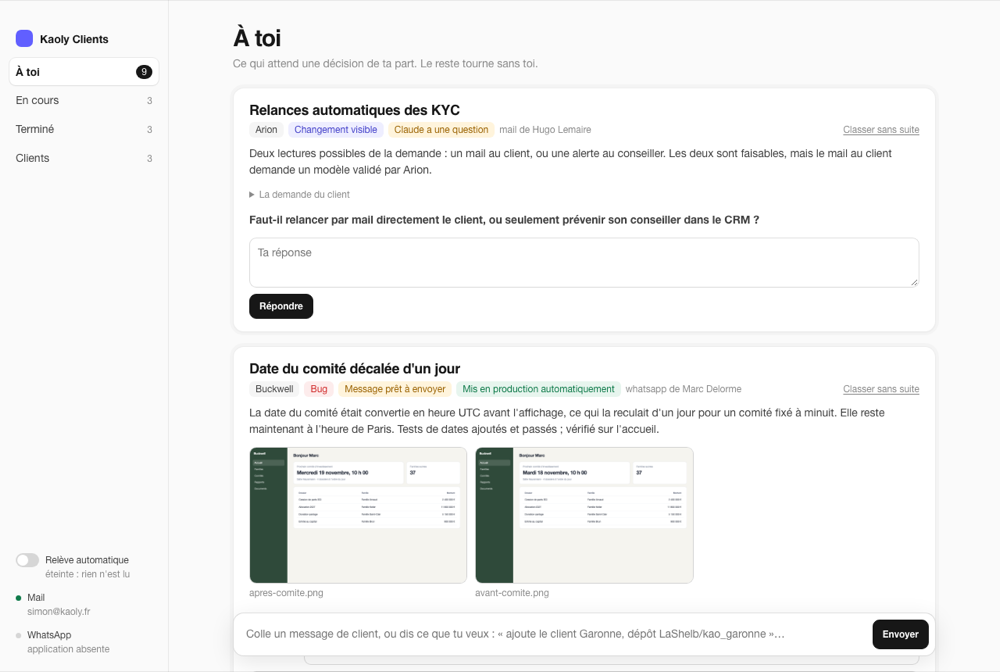 Kaoly Clients
À toi
9
En cours
3
Terminé
3
Clients
3
Relève automatique
éteinte : rien n'est lu
Mail
simon@kaoly.fr
WhatsApp
application absente
À toi
Ce qui attend une décision de ta part. Le reste tourne sans toi.
Relances automatiques des KYC
Arion Changement visible Claude a une question mail de Hugo Lemaire Classer sans suite
Deux lectures possibles de la demande : un mail au client, ou une alerte au conseiller. Les deux sont faisables, mais le mail au client
demande un modèle validé par Arion.
La demande du client
Faut-il relancer par mail directement le client, ou seulement prévenir son conseiller dans le CRM ?
Ta réponse
Répondre
Date du comité décalée d'un jour
Buckwell Bug Message prêt à envoyer Mis en production automatiquement whatsapp de Marc Delorme Classer sans suite
La date du comité était convertie en heure UTC avant l'affichage, ce qui la reculait d'un jour pour un comité fixé à minuit. Elle reste
maintenant à l'heure de Paris. Tests de dates ajoutés et passés ; vérifié sur l'accueil.
Bonjour Marc
Mercredi 18 novembre, 10 h 00
37
Bonjour Marc
Mercredi 18 novembre, 10 h 00
37
apres-comite.png
avant-comite.png
Colle un message de client, ou dis ce que tu veux : « ajoute le client Garonne, dépôt LaShelb/kao_garonne »…
Envoyer